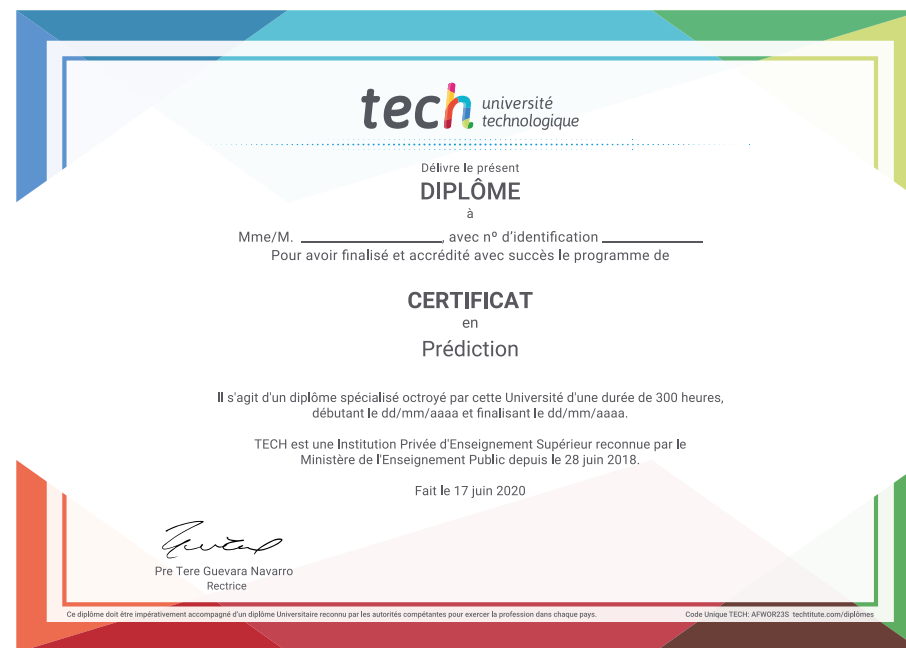 tech université
technologique
Délivre le présent
DIPLÔME
à
Mme/M. ____________________, avec nº d'identification ______________
Pour avoir finalisé et accrédité avec succès le programme de
CERTIFICAT
en
Prédiction
Il s'agit d'un diplôme spécialisé octroyé par cette Université d'une durée de 300 heures,
débutant le dd/mm/aaaa et finalisant le dd/mm/aaaa.
TECH est une Institution Privée d'Enseignement Supérieur reconnue par le
Ministère de l'Enseignement Public depuis le 28 juin 2018.
Fait le 17 juin 2020
Pre Tere Guevara Navarro
Rectrice
Ce diplôme doit être impérativement accompagné d'un diplôme Universitaire reconnu par les autorités compétantes pour exercer la profession dans chaque pays.
Code Unique TECH: AFWOR23S techtitute.com/diplômes